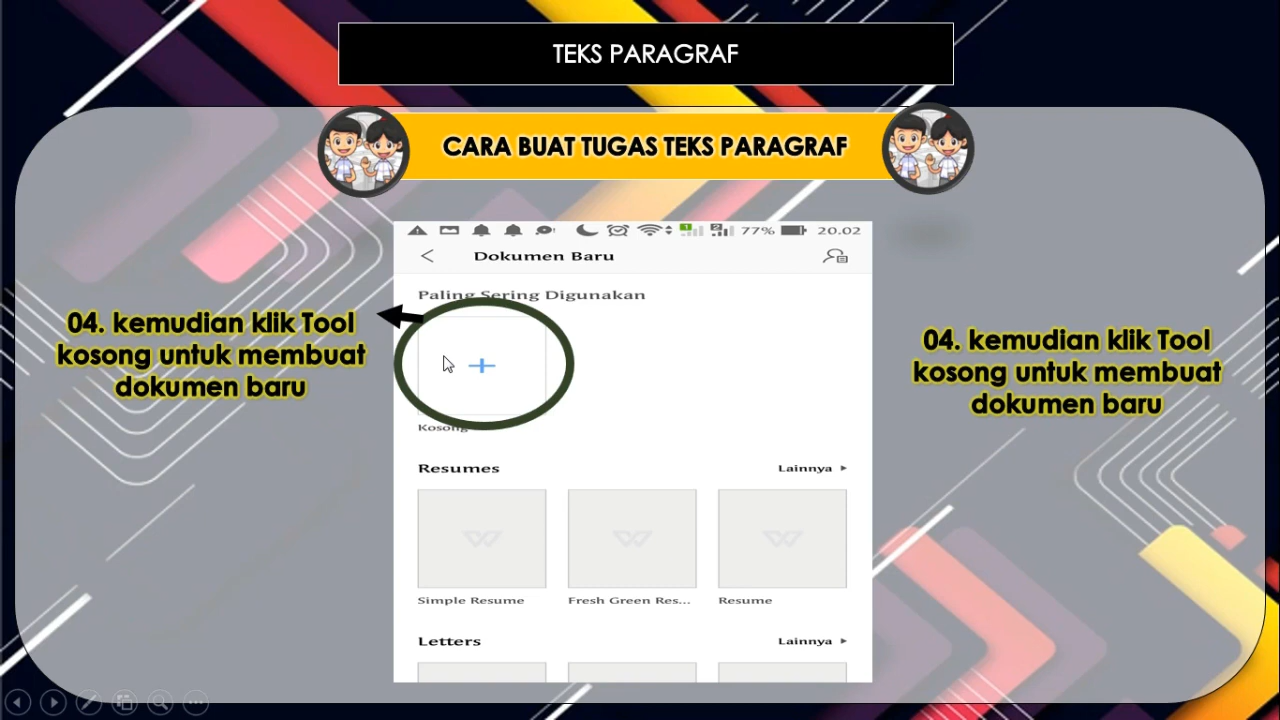 TEKS PARAGRAF
CARA BUAT TUGAS TEKS PARAGRAF
77% 20.02
Dokumen Baru
Paling Sering Digunakan
04. kemudian klik Tool
kosong untuk membuat
dokumen baru
04. kemudian klik Tool
kosong untuk membuat
dokumen baru
Kosong
Resumes Lainnya
Simple Resume Fresh Green Res... Resume
Letters Lainnya